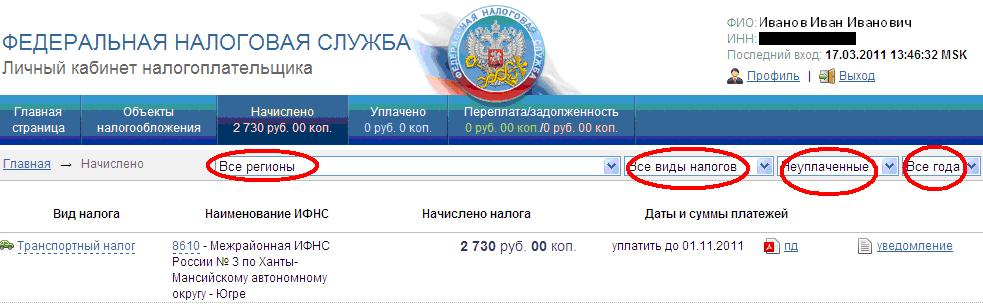 ФИО: Иванов Иван Иванович
ИНН:
Последний вход: 17.03.2011 13:46:32 MSK
Профиль | Выход
ФЕДЕРАЛЬНАЯ НАЛОГОВАЯ СЛУЖБА
Личный кабинет налогоплательщика
ФЕДЕРАЛЬНАЯ НАЛОГОВАЯ СЛУЖБА
Главная страница
Объекты налогообложения
Начислено
2 730 руб. 00 коп.
Уплачено
0 руб. 0 коп.
Переплата/задолженность
0 руб. 00 коп./0 руб. 00 коп.
Главная → Начислено
Все регионы
Все виды налогов
Неуплаченные
Все года
Вид налога
Наименование ИФНС
Начислено налога
Даты и суммы платежей
Транспортный налог
8610 - Межрайонная ИФНС
России № 3 по Ханты-
Мансийскому автономному
округу - Югре
2 730 руб. 00 коп.
уплатить до 01.11.2011
пд
уведомление